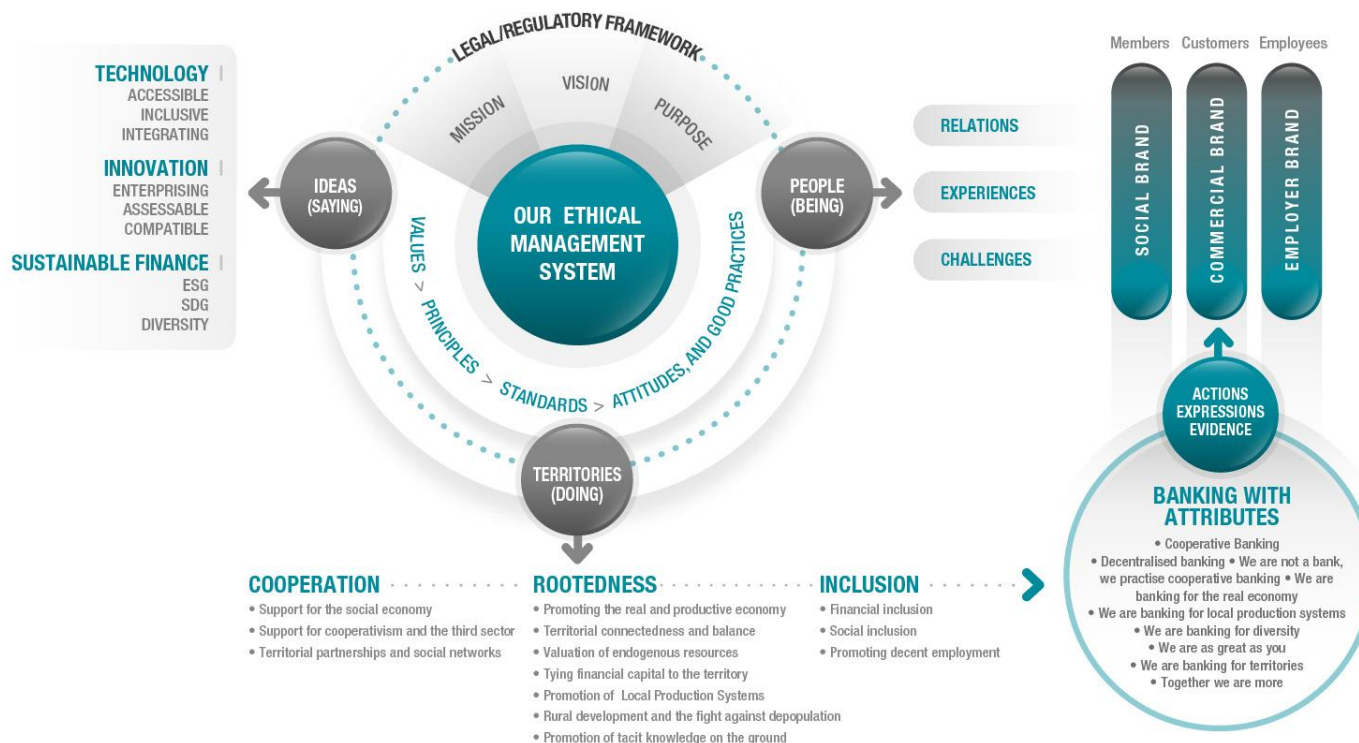 TECHNOLOGY
ACCESSIBLE
INCLUSIVE
INTEGRATING
INNOVATION
ENTERPRISING
ASSESSABLE
COMPATIBLE
SUSTAINABLE FINANCE
ESG
SDG
DIVERSITY
LEGAL/REGULATORY FRAMEWORK
MISSION
VISION
PURPOSE
IDEAS
(SAYING)
OUR ETHICAL
MANAGEMENT
SYSTEM
PEOPLE
(BEING)
VALUES > PRINCIPLES > STANDARDS > ATTITUDES, AND GOOD PRACTICES
TERRITORIES
(DOING)
RELATIONS
EXPERIENCES
CHALLENGES
Members Customers Employees
SOCIAL BRAND
COMMERCIAL BRAND
EMPLOYER BRAND
ACTIONS
EXPRESSIONS
EVIDENCE
BANKING WITH
ATTRIBUTES
• Cooperative Banking
• Decentralised banking • We are not a bank,
we practise cooperative banking • We are
banking for the real economy
• We are banking for local production systems
• We are banking for diversity
• We are as great as you
• We are banking for territories
• Together we are more
COOPERATION
• Support for the social economy
• Support for cooperativism and the third sector
• Territorial partnerships and social networks
ROOTEDNESS
• Promoting the real and productive economy
• Territorial connectedness and balance
• Valuation of endogenous resources
• Tying financial capital to the territory
• Promotion of Local Production Systems
• Rural development and the fight against depopulation
• Promotion of tacit knowledge on the ground
INCLUSION
• Financial inclusion
• Social inclusion
• Promoting decent employment